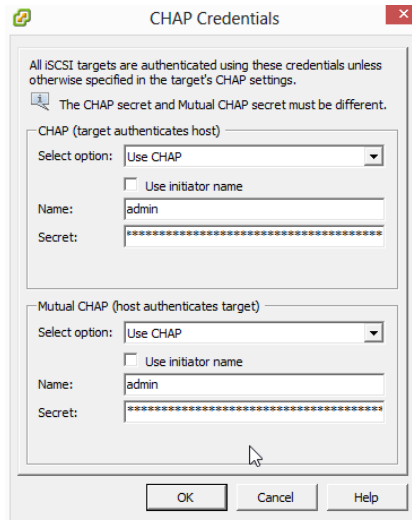 CHAP Credentials
All iSCSI targets are authenticated using these credentials unless
otherwise specified in the target's CHAP settings.
The CHAP secret and Mutual CHAP secret must be different.
CHAP (target authenticates host)
Select option: Use CHAP
Use initiator name
Name: admin
Secret: ****************************************
Mutual CHAP (host authenticates target)
Select option: Use CHAP
Use initiator name
Name: admin
Secret: ****************************************
OK Cancel Help